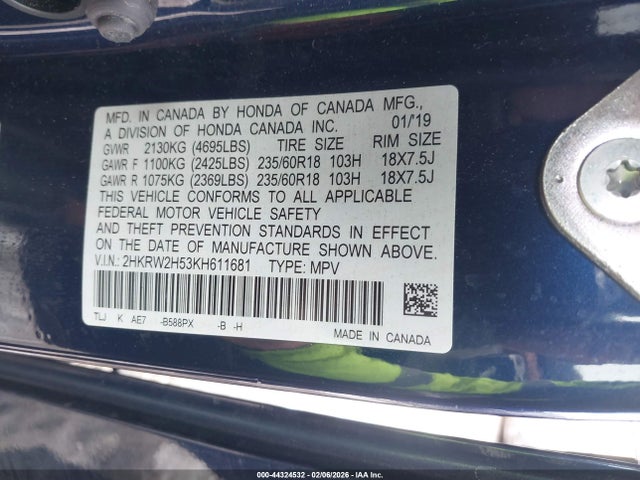 MFD. IN CANADA BY HONDA OF CANADA MFG.,
A DIVISION OF HONDA CANADA INC. 01/'19
GVWR 2130KG (4695LBS) TIRE SIZE RIM SIZE
GAWR F 1100KG (2425LBS) 235/60R18 103H 18X7.5J
GAWR R 1075KG (2369LBS) 235/60R18 103H 18X7.5J
THIS VEHICLE CONFORMS TO ALL APPLICABLE
FEDERAL MOTOR VEHICLE SAFETY
AND THEFT PREVENTION STANDARDS IN EFFECT
ON THE DATE OF MANUFACTURE SHOWN ABOVE.
V.I.N.: 2HKRW2H53KH611681 TYPE: MPV
TLJ K AE7 -B588PX -B -H
MADE IN CANADA
000-44324532 - 02/06/2026 - IAA Inc.